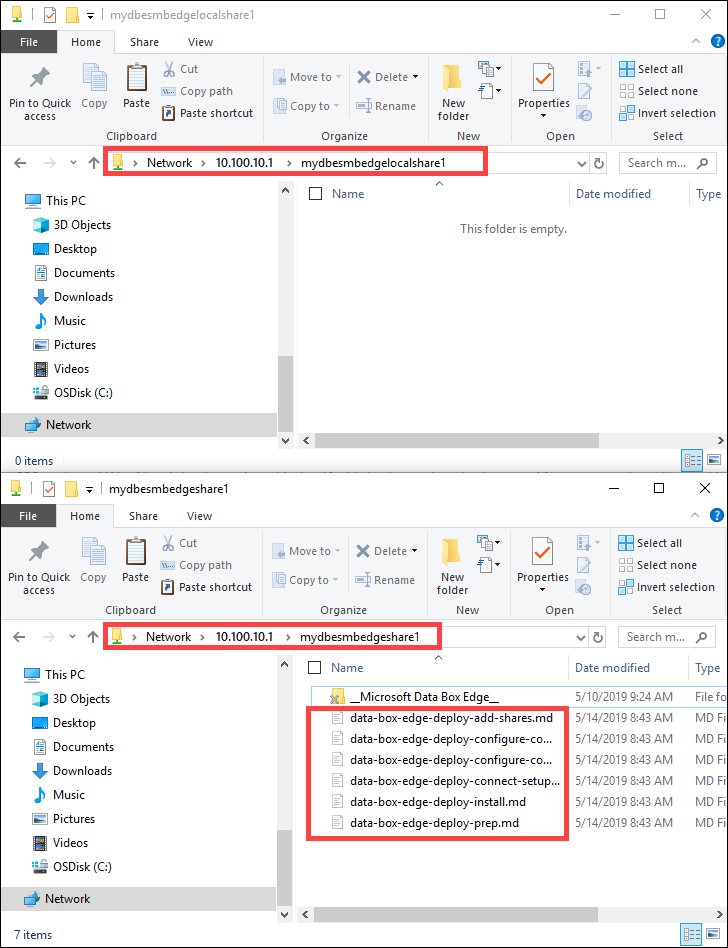 mydbesmbedgelocalshare1
File Home Share View
Pin to Quick access
Copy
Paste
Cut
Copy path
Paste shortcut
Clipboard
Move to
Copy to
Delete
Rename
Organize
New folder
New
Properties
Open
Select all
Select none
Invert selection
Select
Network 10.100.10.1 mydbesmbedgelocalshare1
Search m...
This PC
3D Objects
Desktop
Documents
Downloads
Music
Pictures
Videos
OSDisk (C:)
Network
Name Date modified Type
This folder is empty.
0 items
mydbesmbedgeshare1
File Home Share View
Pin to Quick access
Copy
Paste
Cut
Copy path
Paste shortcut
Clipboard
Move to
Copy to
Delete
Rename
Organize
New folder
New
Properties
Open
Select all
Select none
Invert selection
Select
Network 10.100.10.1 mydbesmbedgeshare1
Search m...
This PC
3D Objects
Desktop
Documents
Downloads
Music
Pictures
Videos
OSDisk (C:)
Network
Name Date modified Type
__Microsoft Data Box Edge__ 5/10/2019 9:24 AM File fo
data-box-edge-deploy-add-shares.md 5/14/2019 8:43 AM MD Fi
data-box-edge-deploy-configure-co... 5/14/2019 8:43 AM MD Fi
data-box-edge-deploy-configure-co... 5/14/2019 8:43 AM MD Fi
data-box-edge-deploy-connect-setup... 5/14/2019 8:43 AM MD Fi
data-box-edge-deploy-install.md 5/14/2019 8:43 AM MD Fi
data-box-edge-deploy-prep.md 5/14/2019 8:43 AM MD Fi
7 items